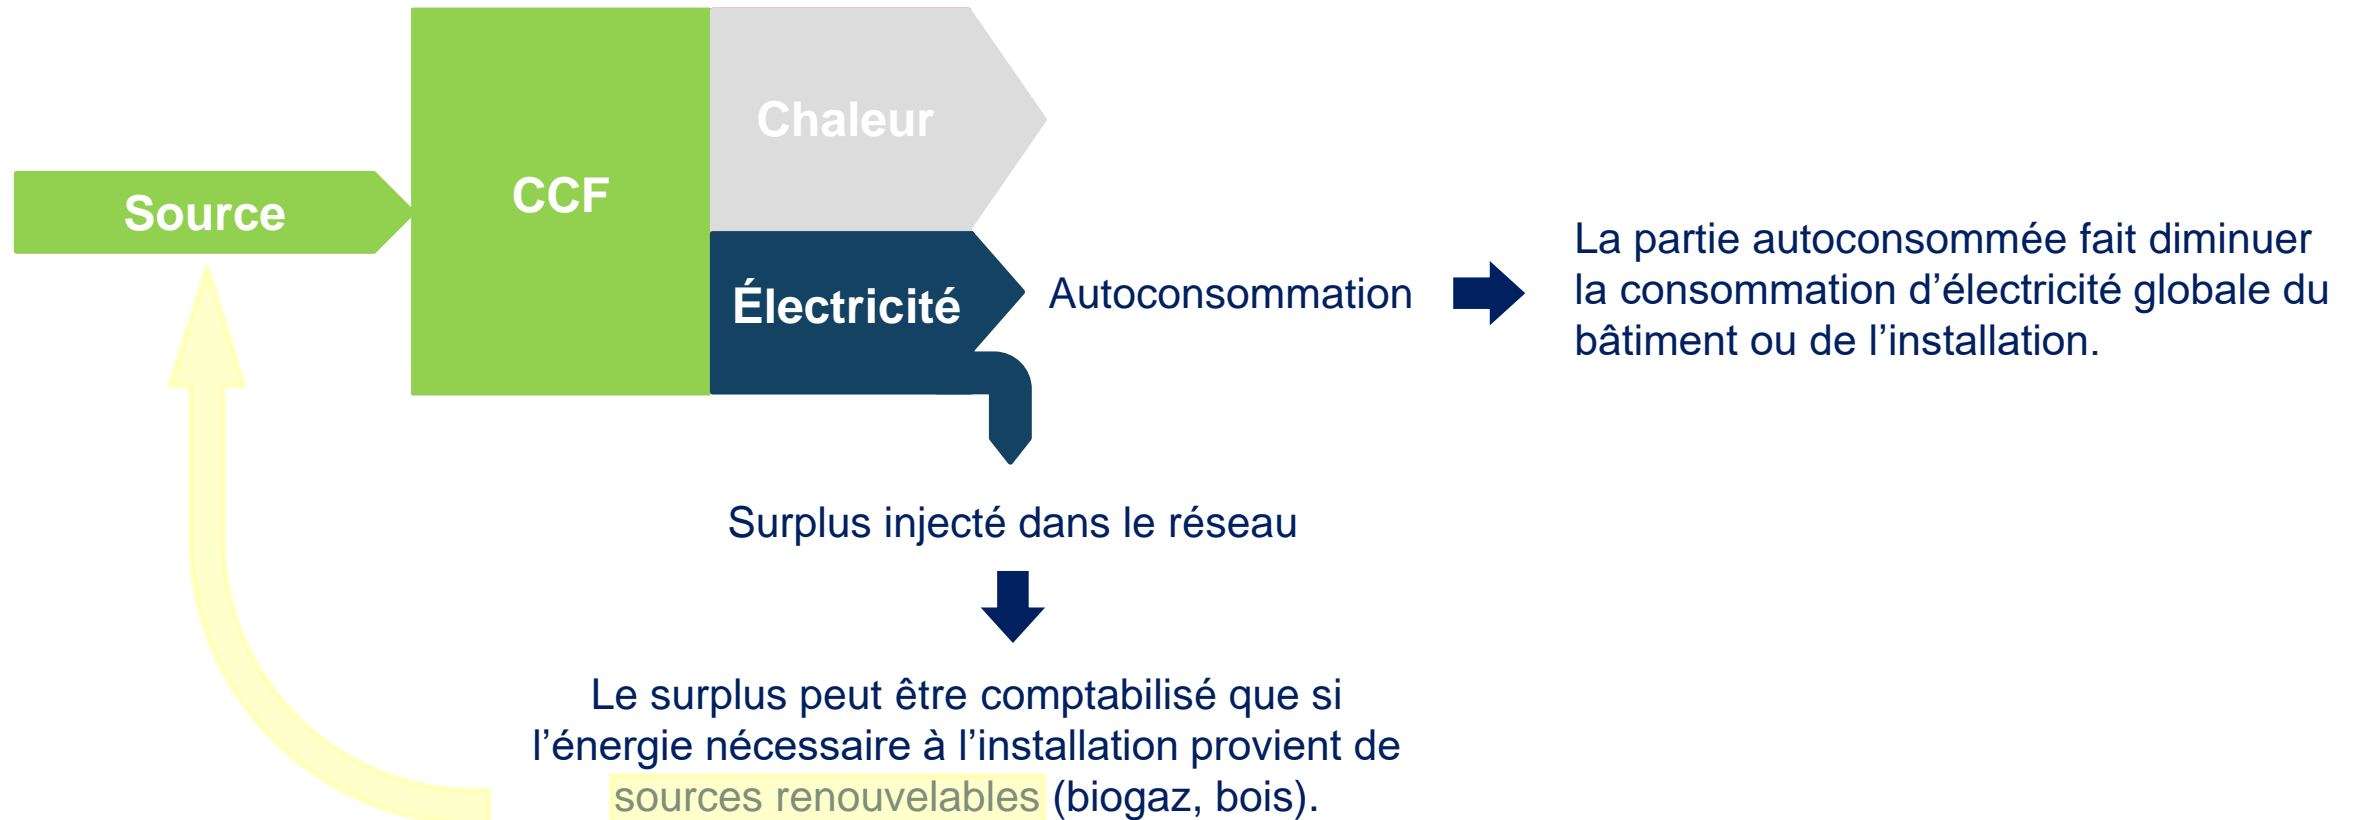 Source
CCF
Chaleur
Électricité
Autoconsommation
La partie autoconsommée fait diminuer
la consommation d’électricité globale du
bâtiment ou de l’installation.
Surplus injecté dans le réseau
Le surplus peut être comptabilisé que si
l’énergie nécessaire à l’installation provient de
sources renouvelables (biogaz, bois).